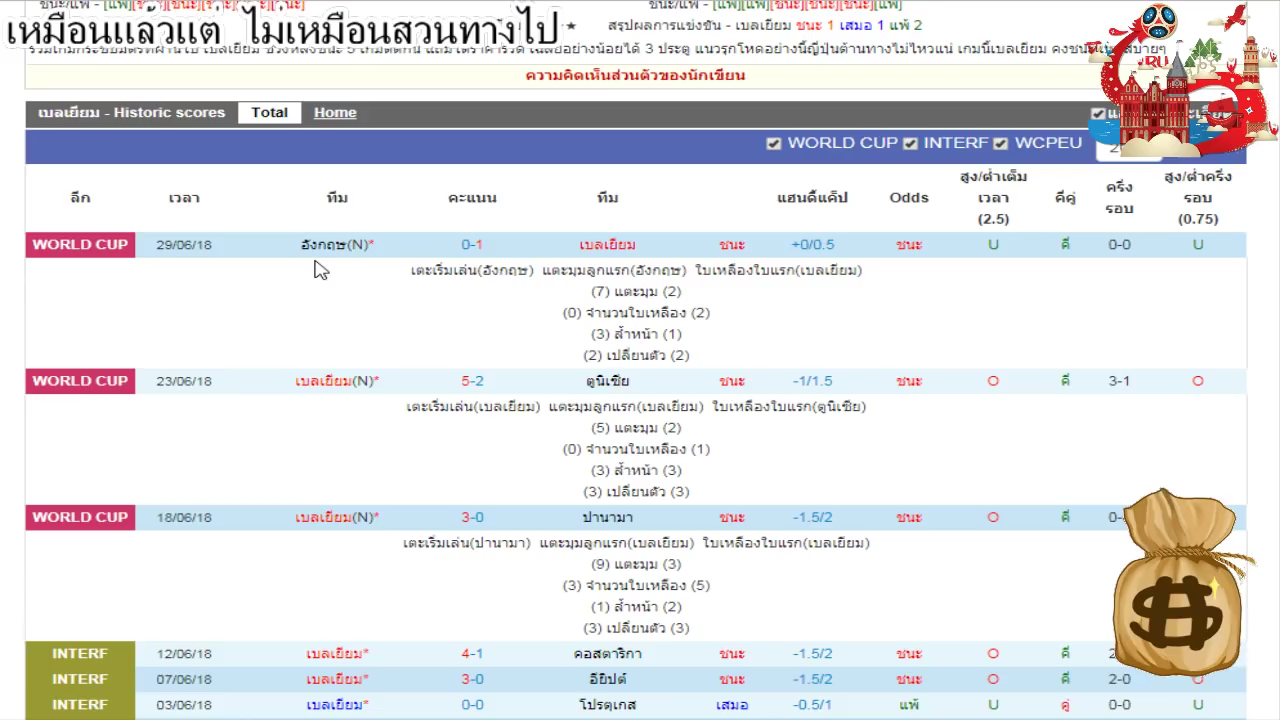 เหมือนแล้วแต่ ไม่เหมือนสวนทางไป
★ สรุปผลการแข่งขัน - เบลเยียม ชนะ 1 เสมอ 1 แพ้ 2
ความคิดเห็นส่วนตัวของนักเขียน
เบลเยียม - Historic scores Total Home
WORLD CUP INTERF WCPEU
ลีก เวลา ทีม คะแนน ทีม แฮนดี้แค๊ป Odds สูง/ต่ำเต็มเวลา (2.5) คี่คู่ ครึ่งรอบ สูง/ต่ำครึ่งรอบ (0.75)
WORLD CUP 29/06/18 อังกฤษ(N)* 0-1 เบลเยียม ชนะ +0/0.5 ชนะ U คี่ 0-0 U
เตะเริ่มเล่น(อังกฤษ) แตะมุมลูกแรก(อังกฤษ) ใบเหลืองใบแรก(เบลเยียม)
(7) แตะมุม (2)
(0) จำนวนใบเหลือง (2)
(3) ล้ำหน้า (1)
(2) เปลี่ยนตัว (2)
WORLD CUP 23/06/18 เบลเยียม(N)* 5-2 ตูนิเซีย ชนะ -1/1.5 ชนะ O คี่ 3-1 O
เตะเริ่มเล่น(เบลเยียม) แตะมุมลูกแรก(เบลเยียม) ใบเหลืองใบแรก(ตูนิเซีย)
(5) แตะมุม (2)
(0) จำนวนใบเหลือง (1)
(3) ล้ำหน้า (3)
(3) เปลี่ยนตัว (3)
WORLD CUP 18/06/18 เบลเยียม(N)* 3-0 ปานามา ชนะ -1.5/2 ชนะ O คี่
เตะเริ่มเล่น(ปานามา) แตะมุมลูกแรก(เบลเยียม) ใบเหลืองใบแรก(เบลเยียม)
(9) แตะมุม (3)
(3) จำนวนใบเหลือง (5)
(1) ล้ำหน้า (2)
(3) เปลี่ยนตัว (3)
INTERF 12/06/18 เบลเยียม* 4-1 คอสตาริกา ชนะ -1.5/2 ชนะ O คี่
INTERF 07/06/18 เบลเยียม* 3-0 อียิปต์ ชนะ -1.5/2 ชนะ O คี่ 2-0 O
INTERF 03/06/18 เบลเยียม* 0-0 โปรตุเกส เสมอ -0.5/1 แพ้ U คู่ 0-0 U